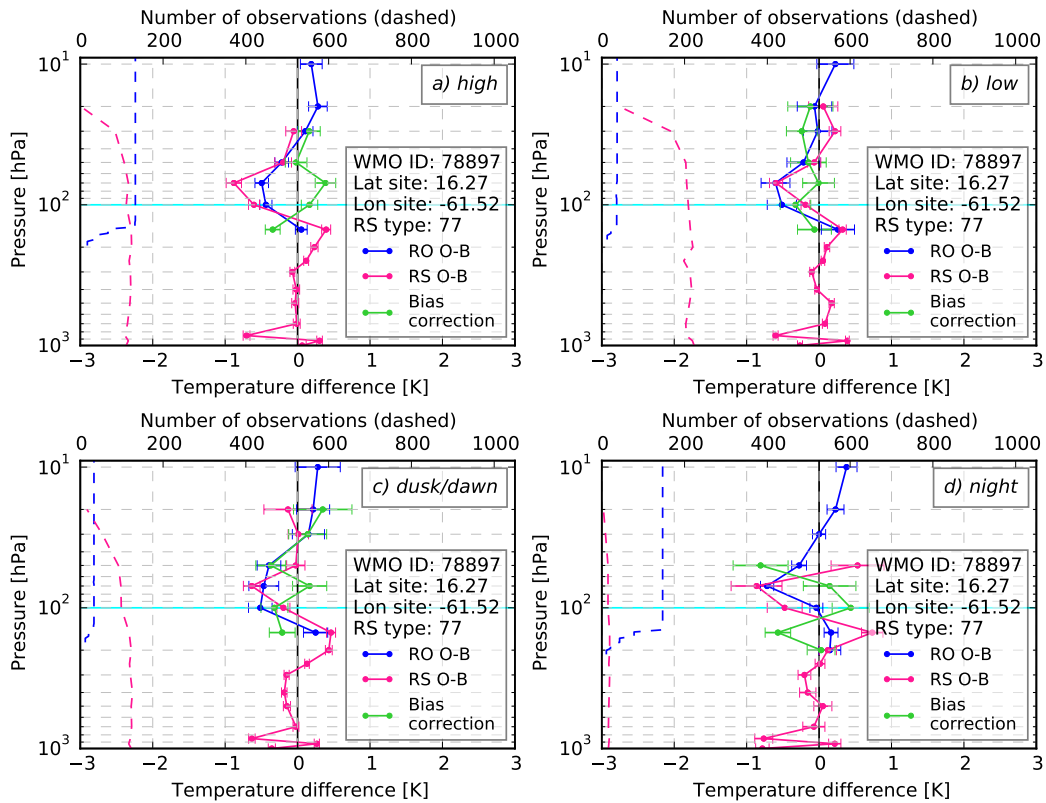 Number of observations (dashed)
0 200 400 600 800 1000
a) high
10¹
10²
10³
Pressure [hPa]
WMO ID: 78897
Lat site: 16.27
Lon site: -61.52
RS type: 77
RO O-B
RS O-B
Bias
correction
−3 −2 −1 0 1 2 3
Temperature difference [K]
Number of observations (dashed)
0 200 400 600 800 1000
b) low
10¹
10²
10³
Pressure [hPa]
WMO ID: 78897
Lat site: 16.27
Lon site: -61.52
RS type: 77
RO O-B
RS O-B
Bias
correction
−3 −2 −1 0 1 2 3
Temperature difference [K]
Number of observations (dashed)
0 200 400 600 800 1000
c) dusk/dawn
10¹
10²
10³
Pressure [hPa]
WMO ID: 78897
Lat site: 16.27
Lon site: -61.52
RS type: 77
RO O-B
RS O-B
Bias
correction
−3 −2 −1 0 1 2 3
Temperature difference [K]
Number of observations (dashed)
0 200 400 600 800 1000
d) night
10¹
10²
10³
Pressure [hPa]
WMO ID: 78897
Lat site: 16.27
Lon site: -61.52
RS type: 77
RO O-B
RS O-B
Bias
correction
−3 −2 −1 0 1 2 3
Temperature difference [K]